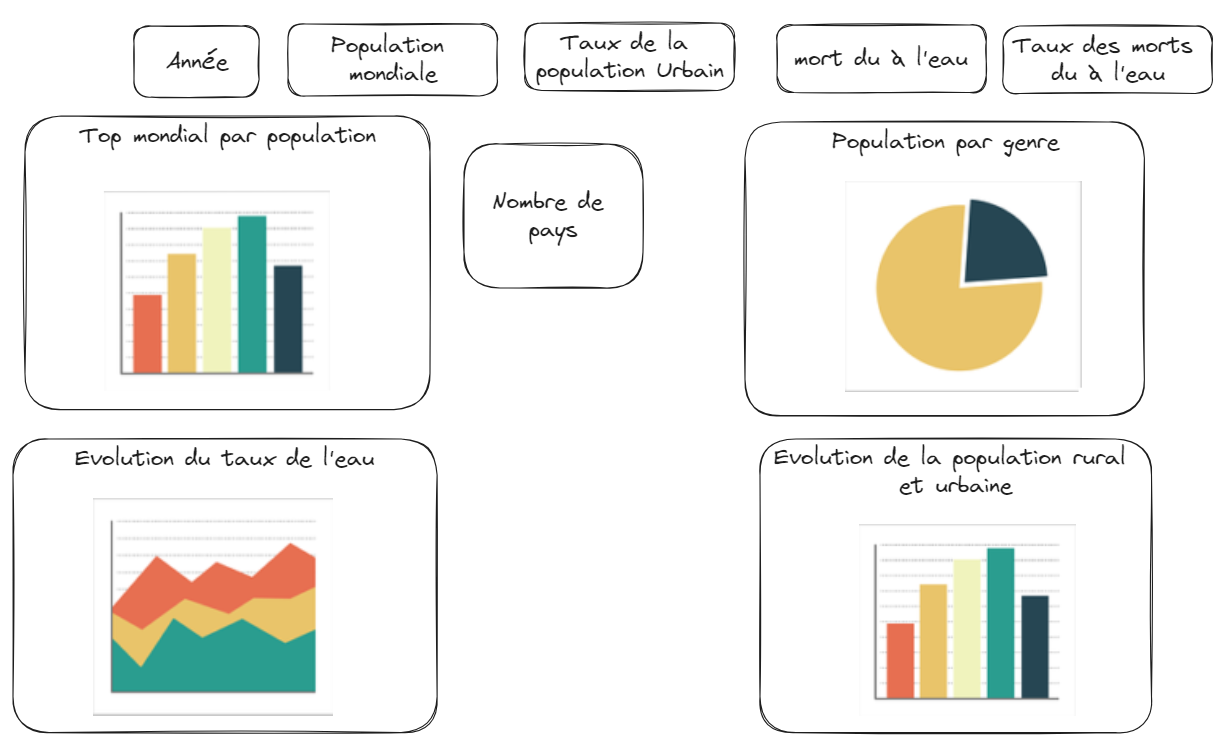 Année
Population
mondiale
Taux de la
population Urbain
mort du à l'eau
Taux des morts
du à l'eau
Top mondial par population
Nombre de
pays
Population par genre
Evolution du taux de l'eau
Evolution de la population rural
et urbaine